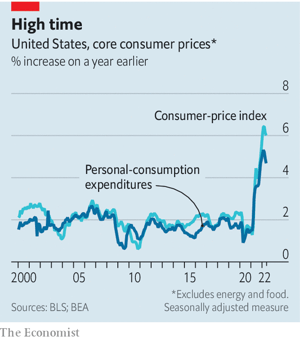 High time
United States, core consumer prices*
% increase on a year earlier
8
Consumer-price index
6
Personal-consumption
expenditures
4
2
0
2000 05 10 15 20 22
*Excludes energy and food.
Sources: BLS; BEA Seasonally adjusted measure
The Economist